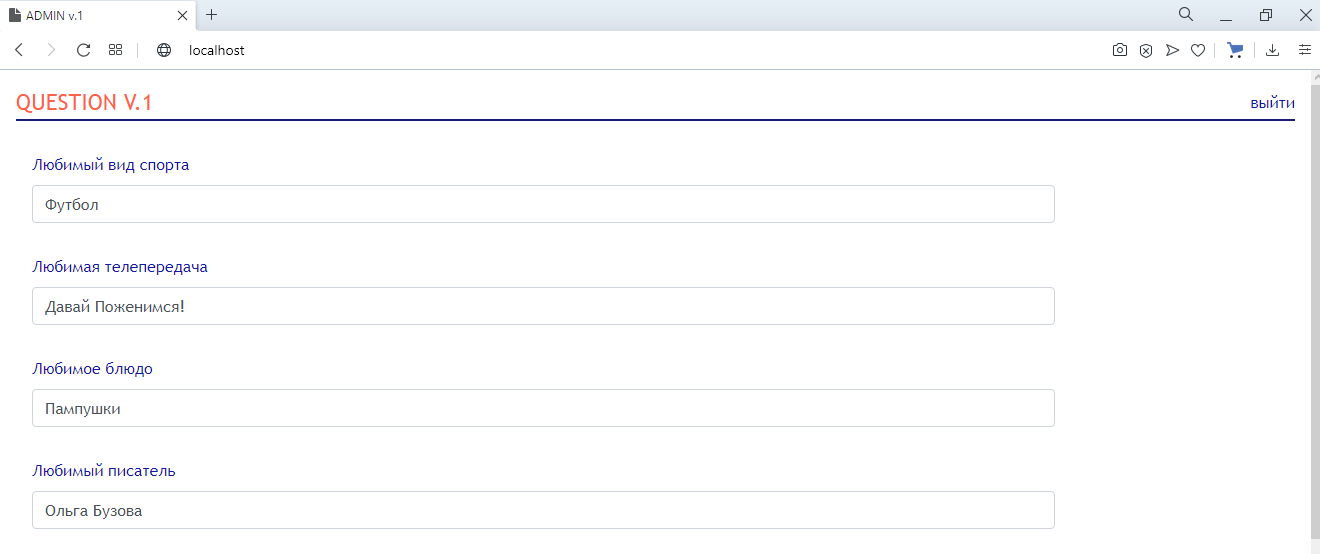 ADMIN v.1
localhost
QUESTION V.1
выйти
Любимый вид спорта
Футбол
Любимая телепередача
Давай Поженимся!
Любимое блюдо
Пампушки
Любимый писатель
Ольга Бузова